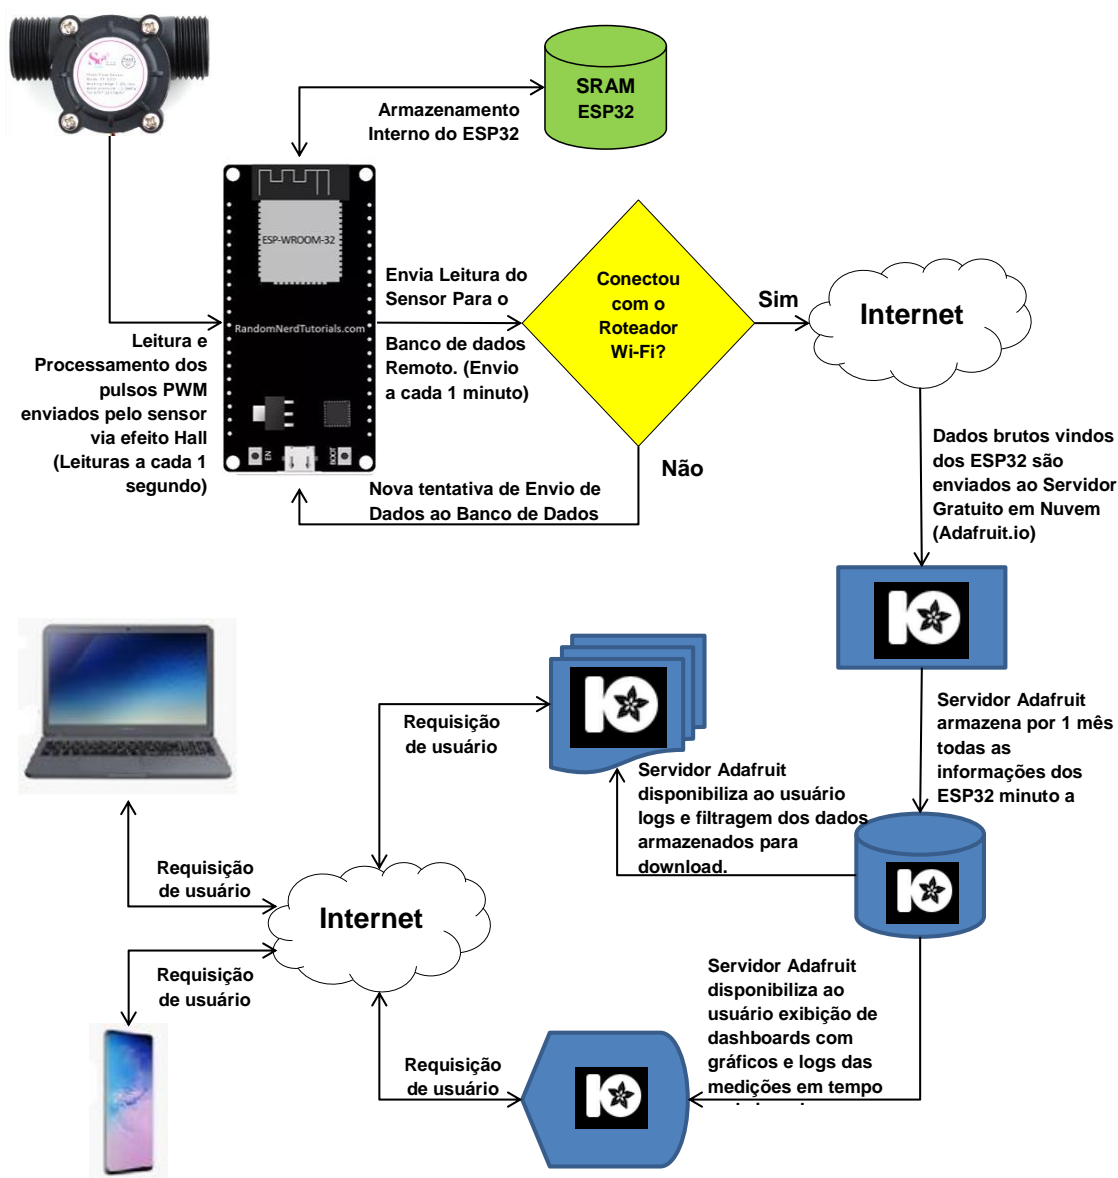 SRAM
ESP32
Armazenamento
Interno do ESP32
ESP-WROOM-32
RandomNerdTutorials.com
EN
BOOT
Leitura e
Processamento dos
pulsos PWM
enviados pelo sensor
via efeito Hall
(Leituras a cada 1
segundo)
Envia Leitura do
Sensor Para o
Banco de dados
Remoto. (Envio
a cada 1 minuto)
Conectou
com o
Roteador
Wi-Fi?
Sim
Internet
Não
Nova tentativa de Envio de
Dados ao Banco de Dados
Dados brutos vindos
dos ESP32 são
enviados ao Servidor
Gratuito em Nuvem
(Adafruit.io)
Servidor Adafruit
armazena por 1 mês
todas as
informações dos
ESP32 minuto a
Requisição
de usuário
Servidor Adafruit
disponibiliza ao usuário
logs e filtragem dos dados
armazenados para
download.
Requisição
de usuário
Internet
Requisição
de usuário
Servidor Adafruit
disponibiliza ao
usuário exibição de
dashboards com
gráficos e logs das
medições em tempo
Requisição
de usuário